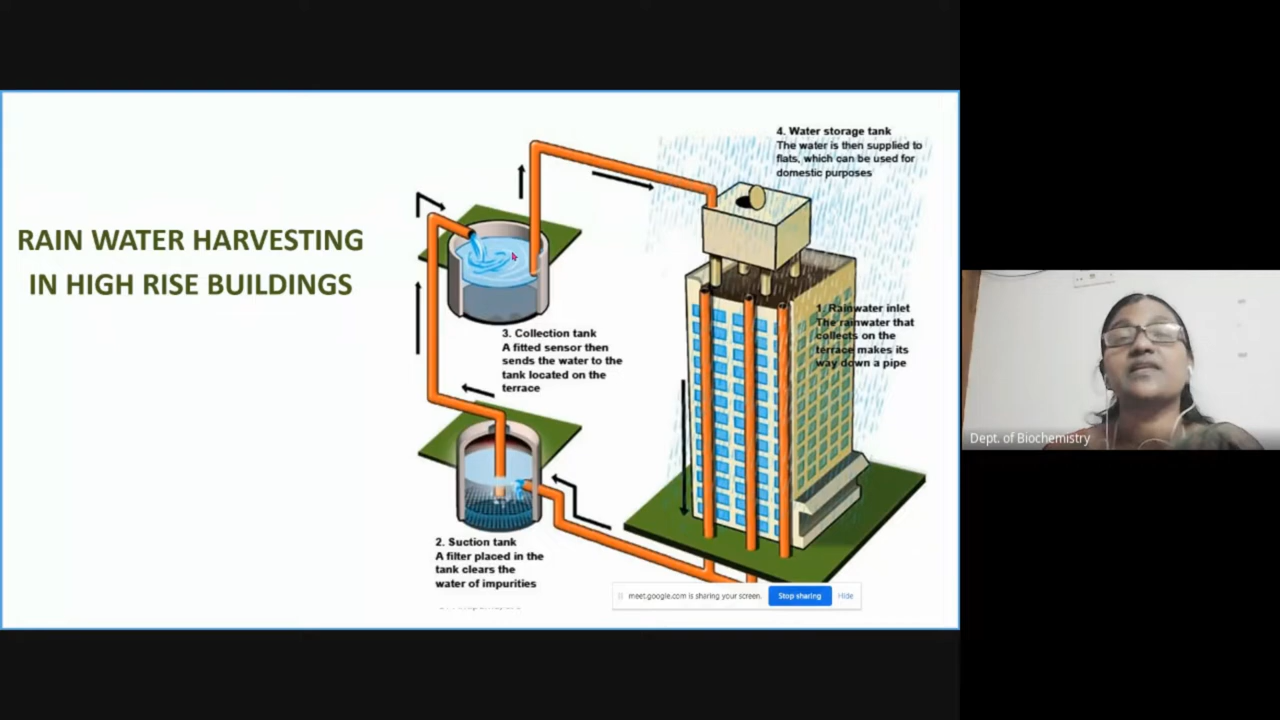 RAIN WATER HARVESTING
IN HIGH RISE BUILDINGS
4. Water storage tank
The water is then supplied to
flats, which can be used for
domestic purposes
1. Rainwater inlet
The rainwater that
collects on the
terrace makes its
way down a pipe
3. Collection tank
A fitted sensor then
sends the water to the
tank located on the
terrace
2. Suction tank
A filter placed in the
tank clears the
water of impurities
meet.google.com is sharing your screen.
Stop sharing
Hide
Dept. of Biochemistry